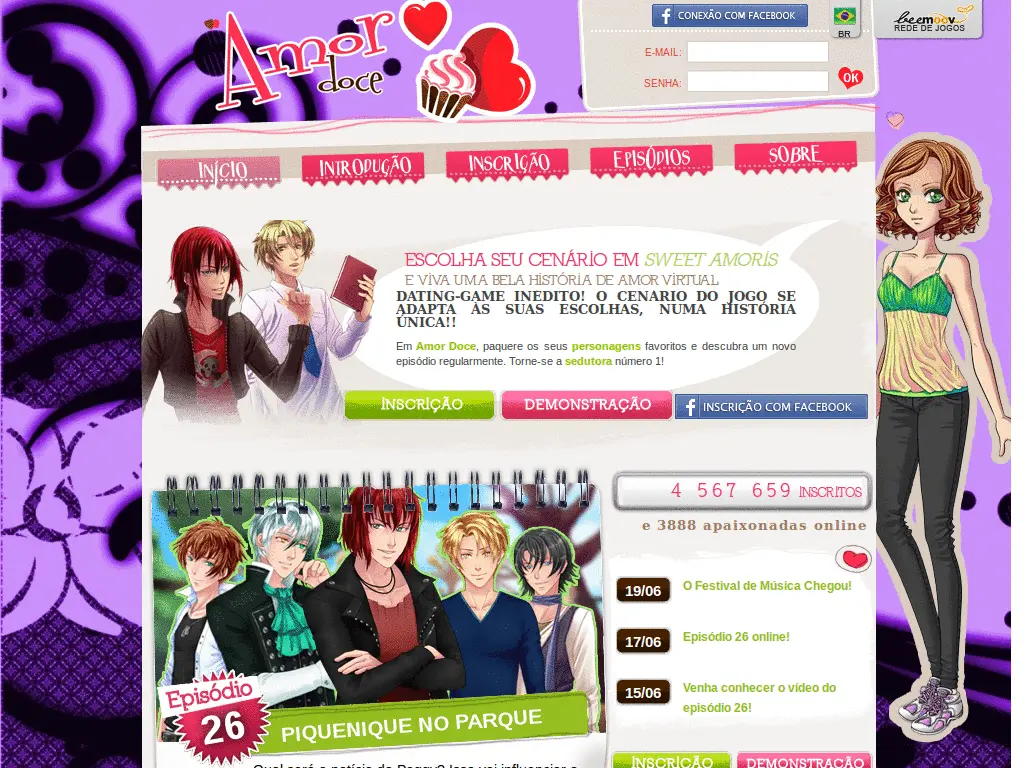 Amor
doce
CONEXÃO COM FACEBOOK
BR
beemoov
REDE DE JOGOS
E-MAIL:
SENHA:
OK
INÍCIO
INTRODUÇÃO
INSCRIÇÃO
EPISÓDIOS
SOBRE
ESCOLHA SEU CENÁRIO EM SWEET AMORIS
E VIVA UMA BELA HISTÓRIA DE AMOR VIRTUAL
DATING-GAME INEDITO! O CENARIO DO JOGO SE
ADAPTA ÀS SUAS ESCOLHAS, NUMA HISTÓRIA
ÚNICA!!
Em Amor Doce, paquere os seus personagens favoritos e descubra um novo
episódio regularmente. Torne-se a sedutora número 1!
INSCRIÇÃO
DEMONSTRAÇÃO
INSCRIÇÃO COM FACEBOOK
4 567 659 INSCRITOS
e 3888 apaixonadas online
19/06 O Festival de Música Chegou!
17/06 Episódio 26 online!
15/06 Venha conhecer o vídeo do
episódio 26!
Episódio
26
PIQUENIQUE NO PARQUE
INSCRIÇÃO
DEMONSTRAÇÃO
Qual será a notícia da Peggy? Isso vai influenciar o